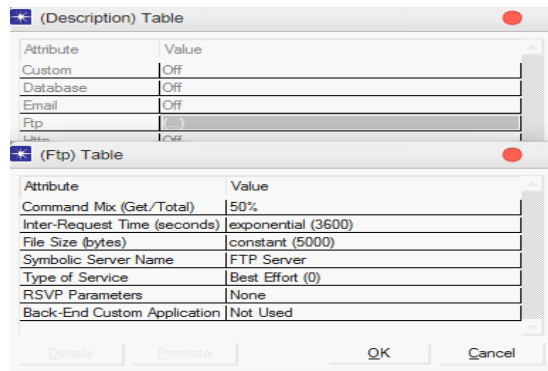 (Description) Table
Attribute Value
Custom Off
Database Off
Email Off
Ftp (...)
Http Off
(Ftp) Table
Attribute Value
Command Mix (Get/Total) 50%
Inter-Request Time (seconds) exponential (3600)
File Size (bytes) constant (5000)
Symbolic Server Name FTP Server
Type of Service Best Effort (0)
RSVP Parameters None
Back-End Custom Application Not Used
Details Promote OK Cancel